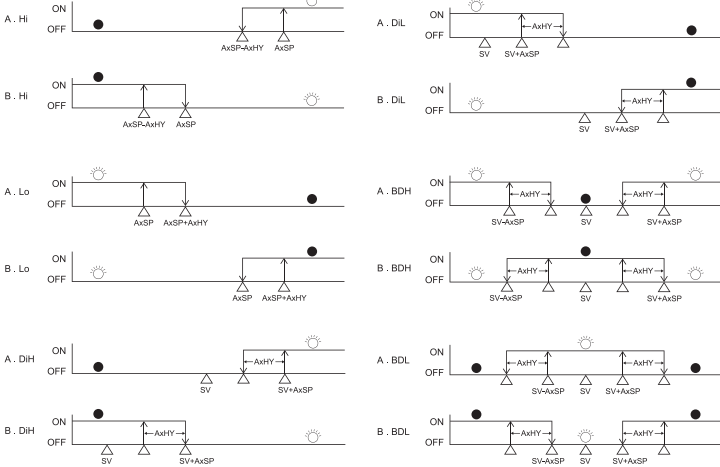 A . Hi
ON
OFF
AxSP-AxHY AxSP
B . Hi
ON
OFF
AxSP-AxHY AxSP
A . Lo
ON
OFF
AxSP AxSP+AxHY
B . Lo
ON
OFF
AxSP AxSP+AxHY
A . DiH
ON
OFF
AxHY
SV SV+AxSP
B . DiH
ON
OFF
AxHY
SV SV+AxSP
A . DiL
ON
OFF
AxHY
SV SV+AxSP
B . DiL
ON
OFF
AxHY
SV SV+AxSP
A . BDH
ON
OFF
AxHY AxHY
SV-AxSP SV SV+AxSP
B . BDH
ON
OFF
AxHY AxHY
SV-AxSP SV SV+AxSP
A . BDL
ON
OFF
AxHY AxHY
SV-AxSP SV SV+AxSP
B . BDL
ON
OFF
AxHY AxHY
SV-AxSP SV SV+AxSP